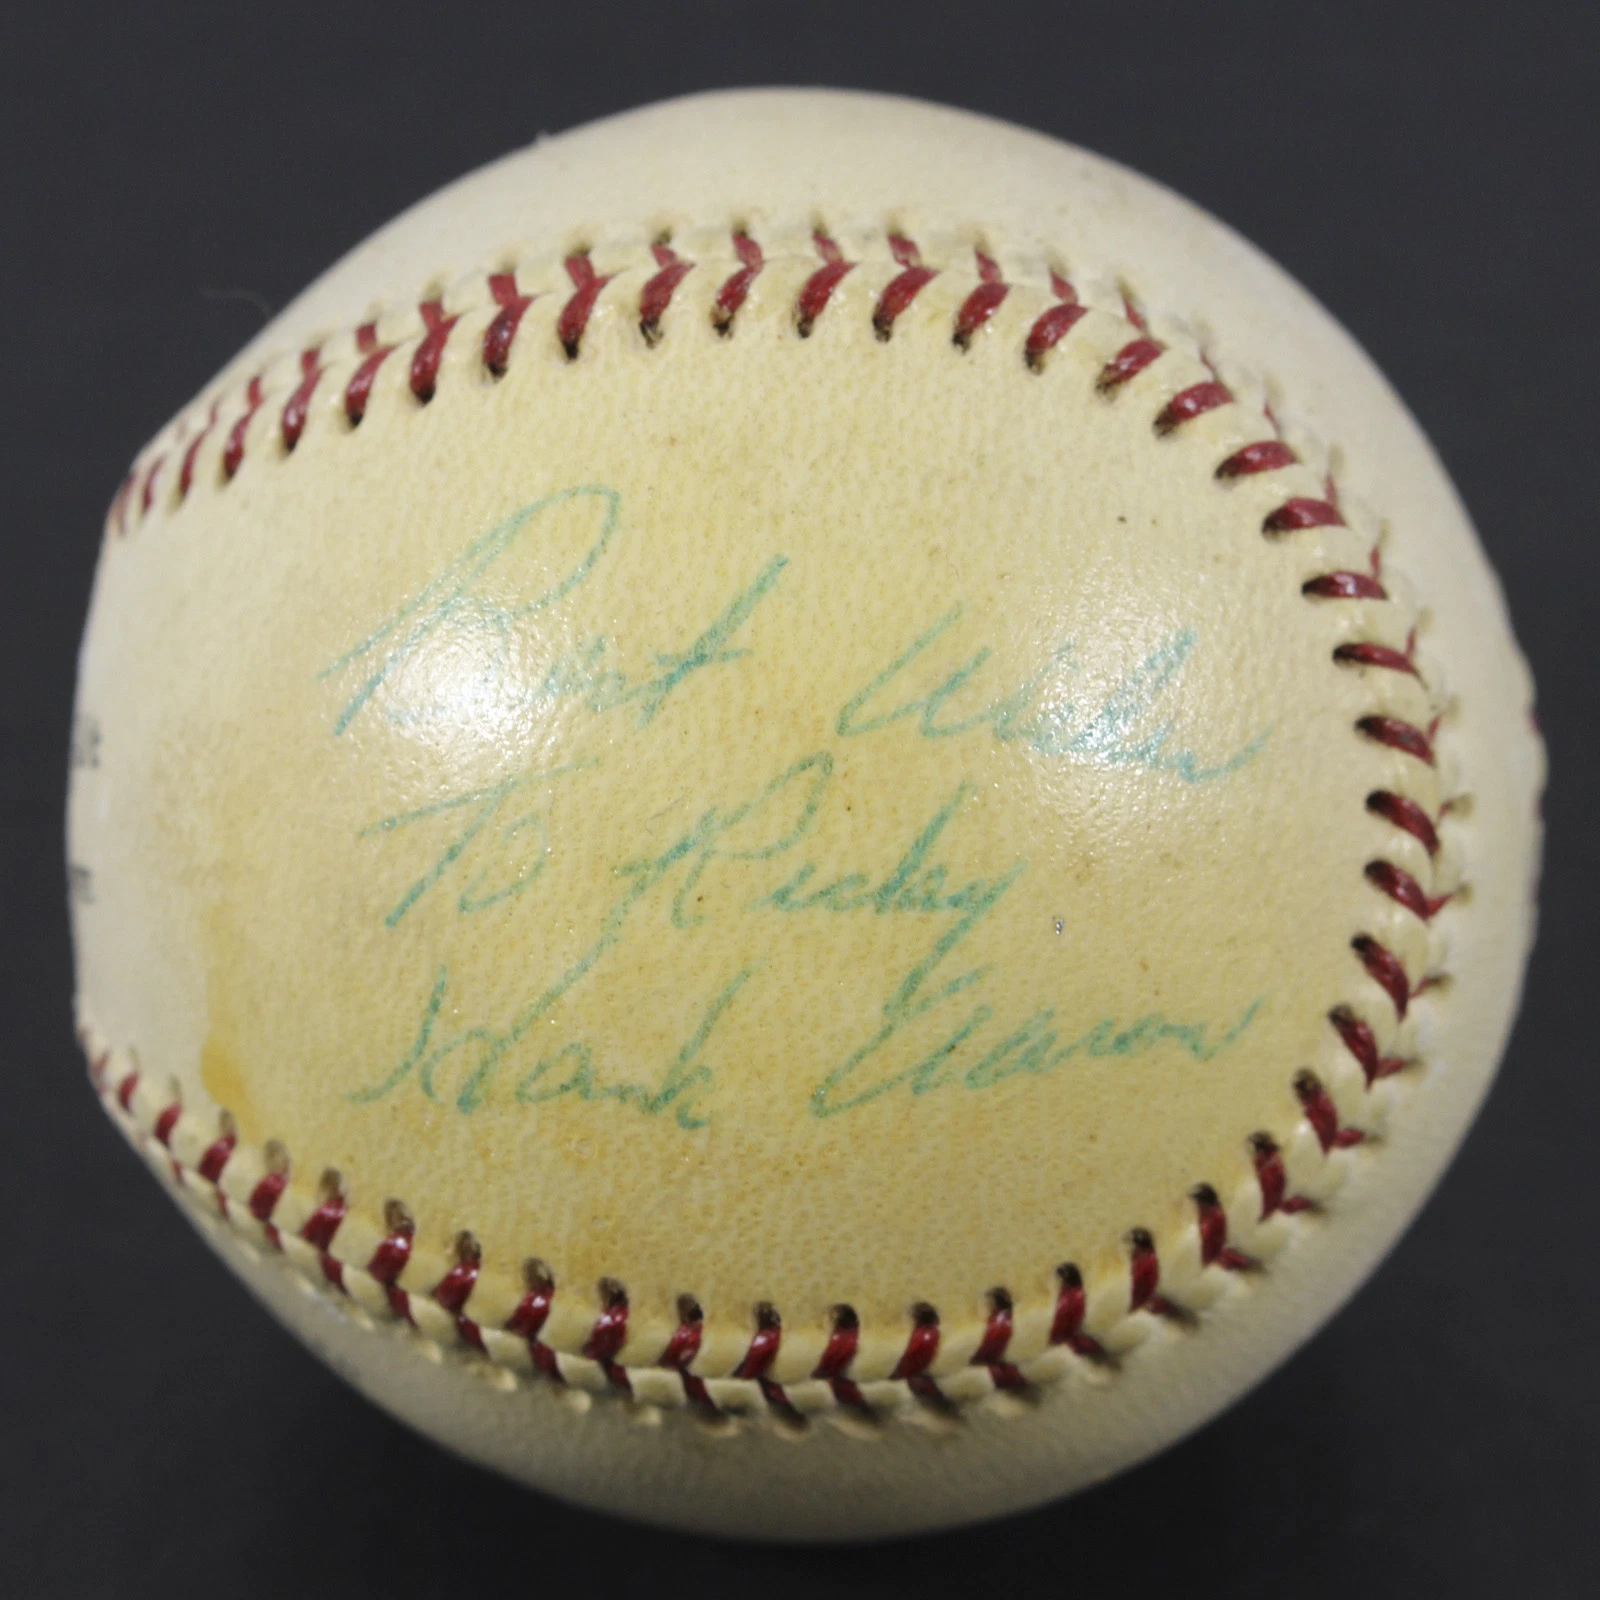 Best Wishes
To Ricky
Hank Aaron